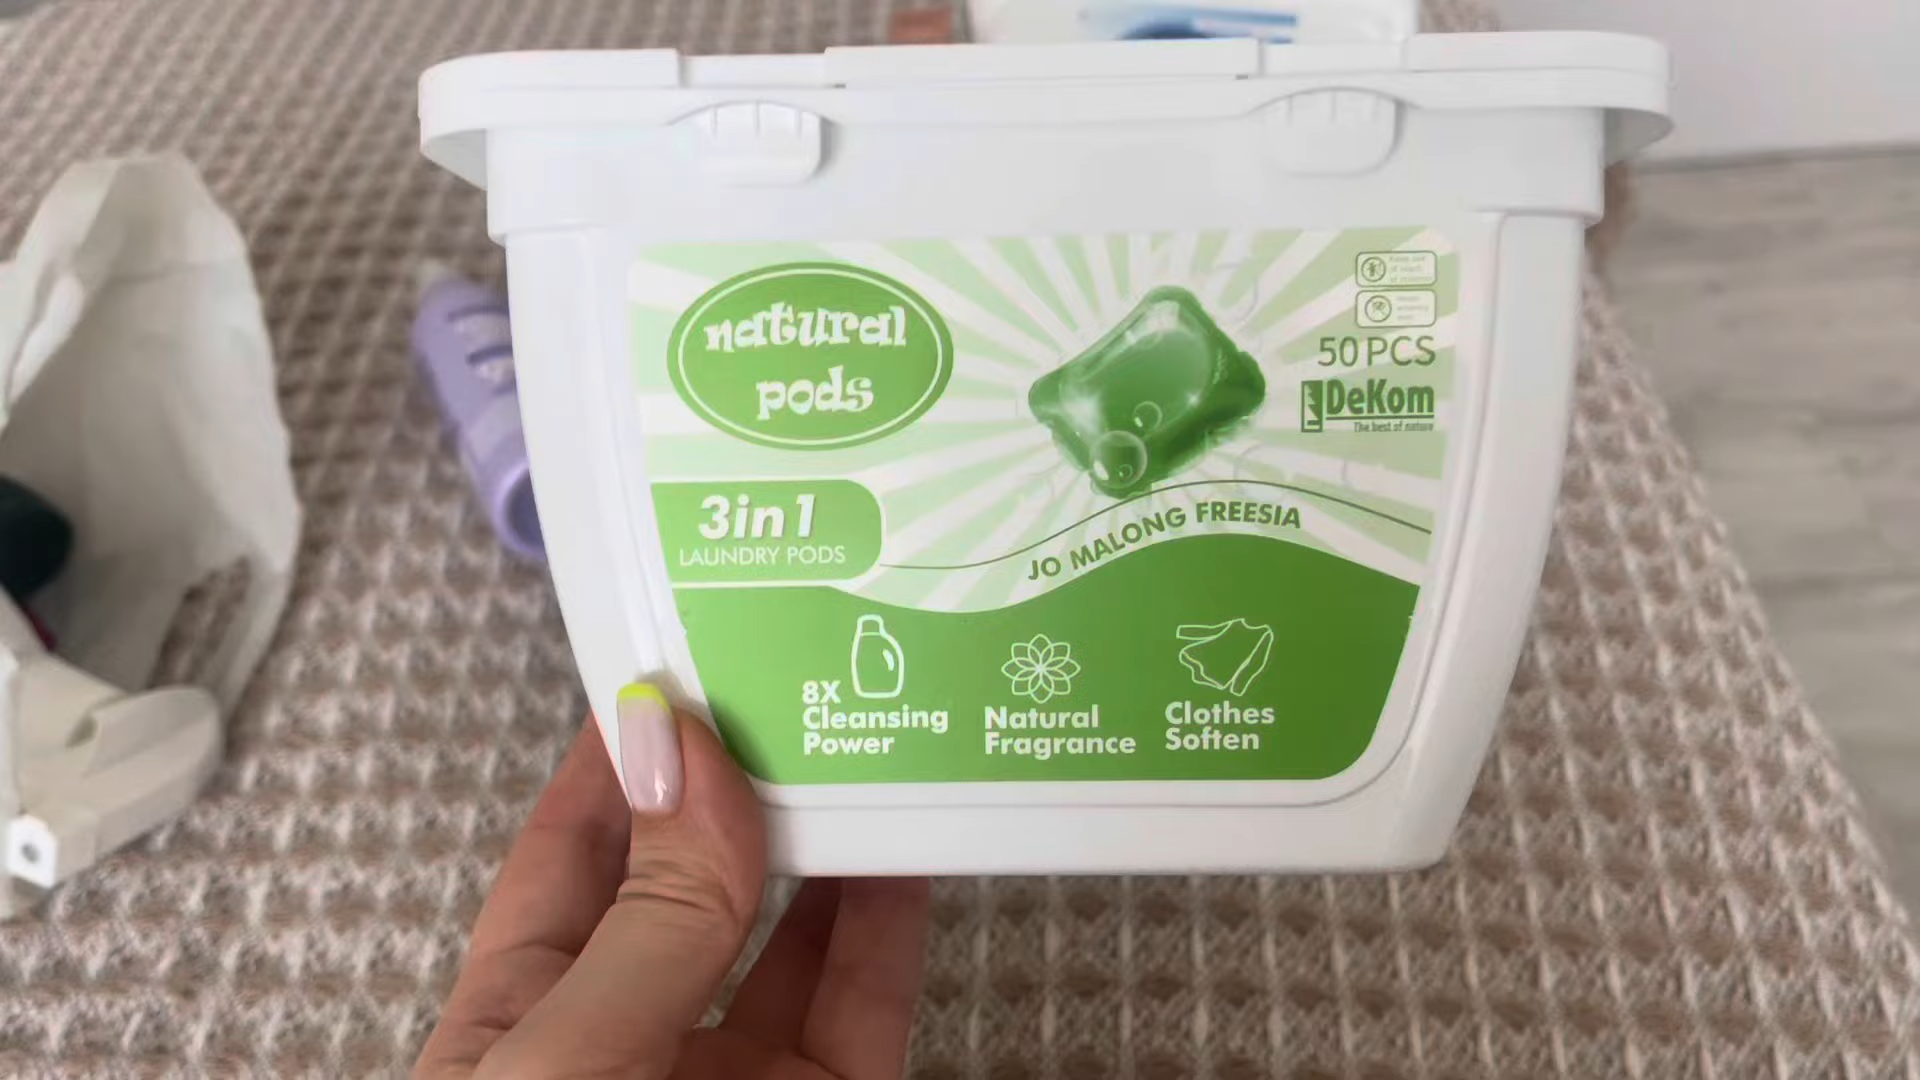 natural
pods
50 PCS
DeKom
The best of nature
3in1
LAUNDRY PODS
JO MALONG FREESIA
8X
Cleansing
Power
Natural
Fragrance
Clothes
Soften